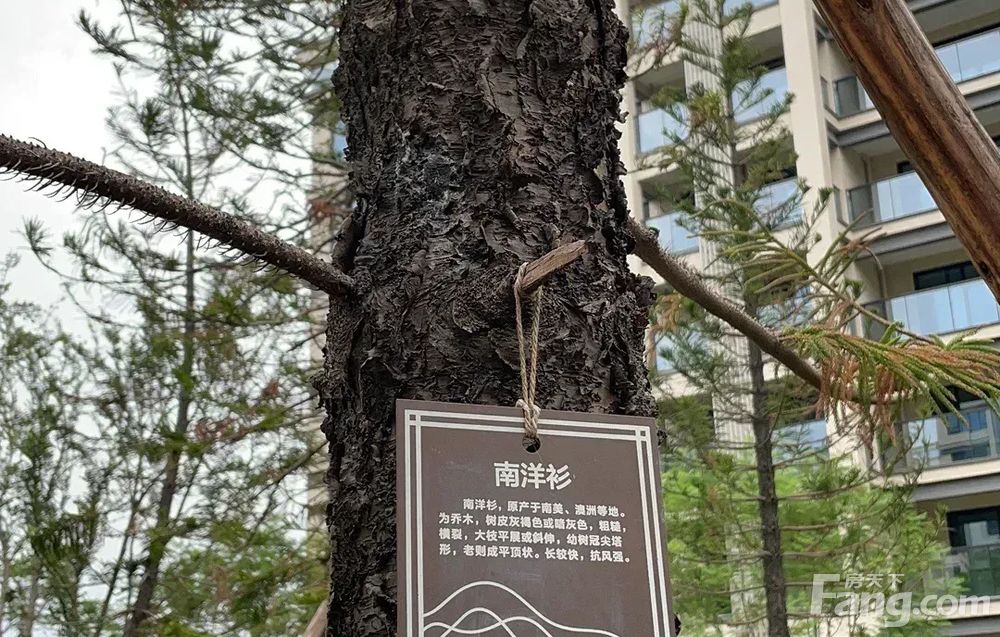 南洋衫
南洋杉，原产于南美、澳洲等地。
为乔木，树皮灰褐色或暗灰色，粗糙，
横裂，大枝平展或斜伸，幼树冠尖塔
形，老则成平顶状。长较快，抗风强。
房天下
Fang.com